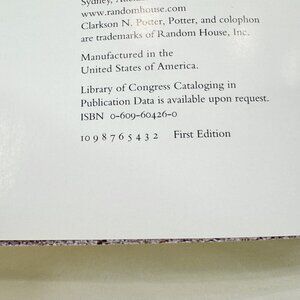 Sydney,
www.randomhouse.com
Clarkson N. Potter, Potter, and colophon
are trademarks of Random House, Inc.
Manufactured in the
United States of America.
Library of Congress Cataloging in
Publication Data is available upon request.
ISBN 0-609-60426-0
10 9 8 7 6 5 4 3 2 First Edition